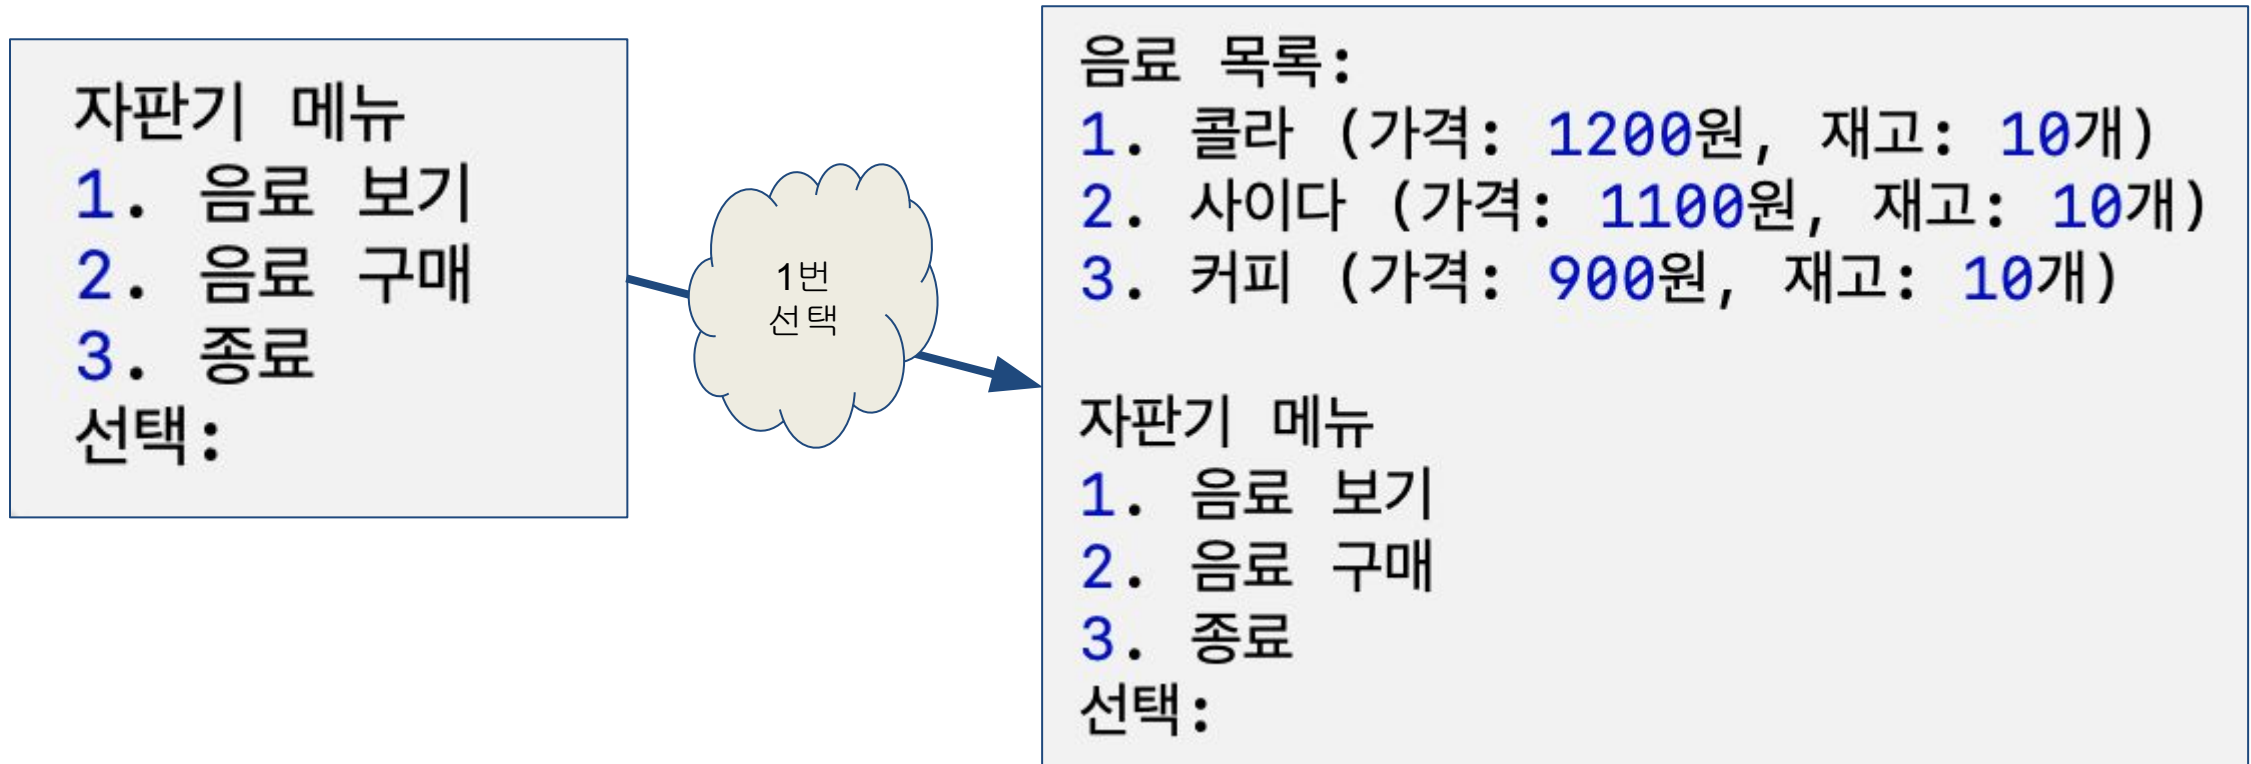 자판기 메뉴
1. 음료 보기
2. 음료 구매
3. 종료
선택:
1번
선택
음료 목록:
1. 콜라 (가격: 1200원, 재고: 10개)
2. 사이다 (가격: 1100원, 재고: 10개)
3. 커피 (가격: 900원, 재고: 10개)
자판기 메뉴
1. 음료 보기
2. 음료 구매
3. 종료
선택: